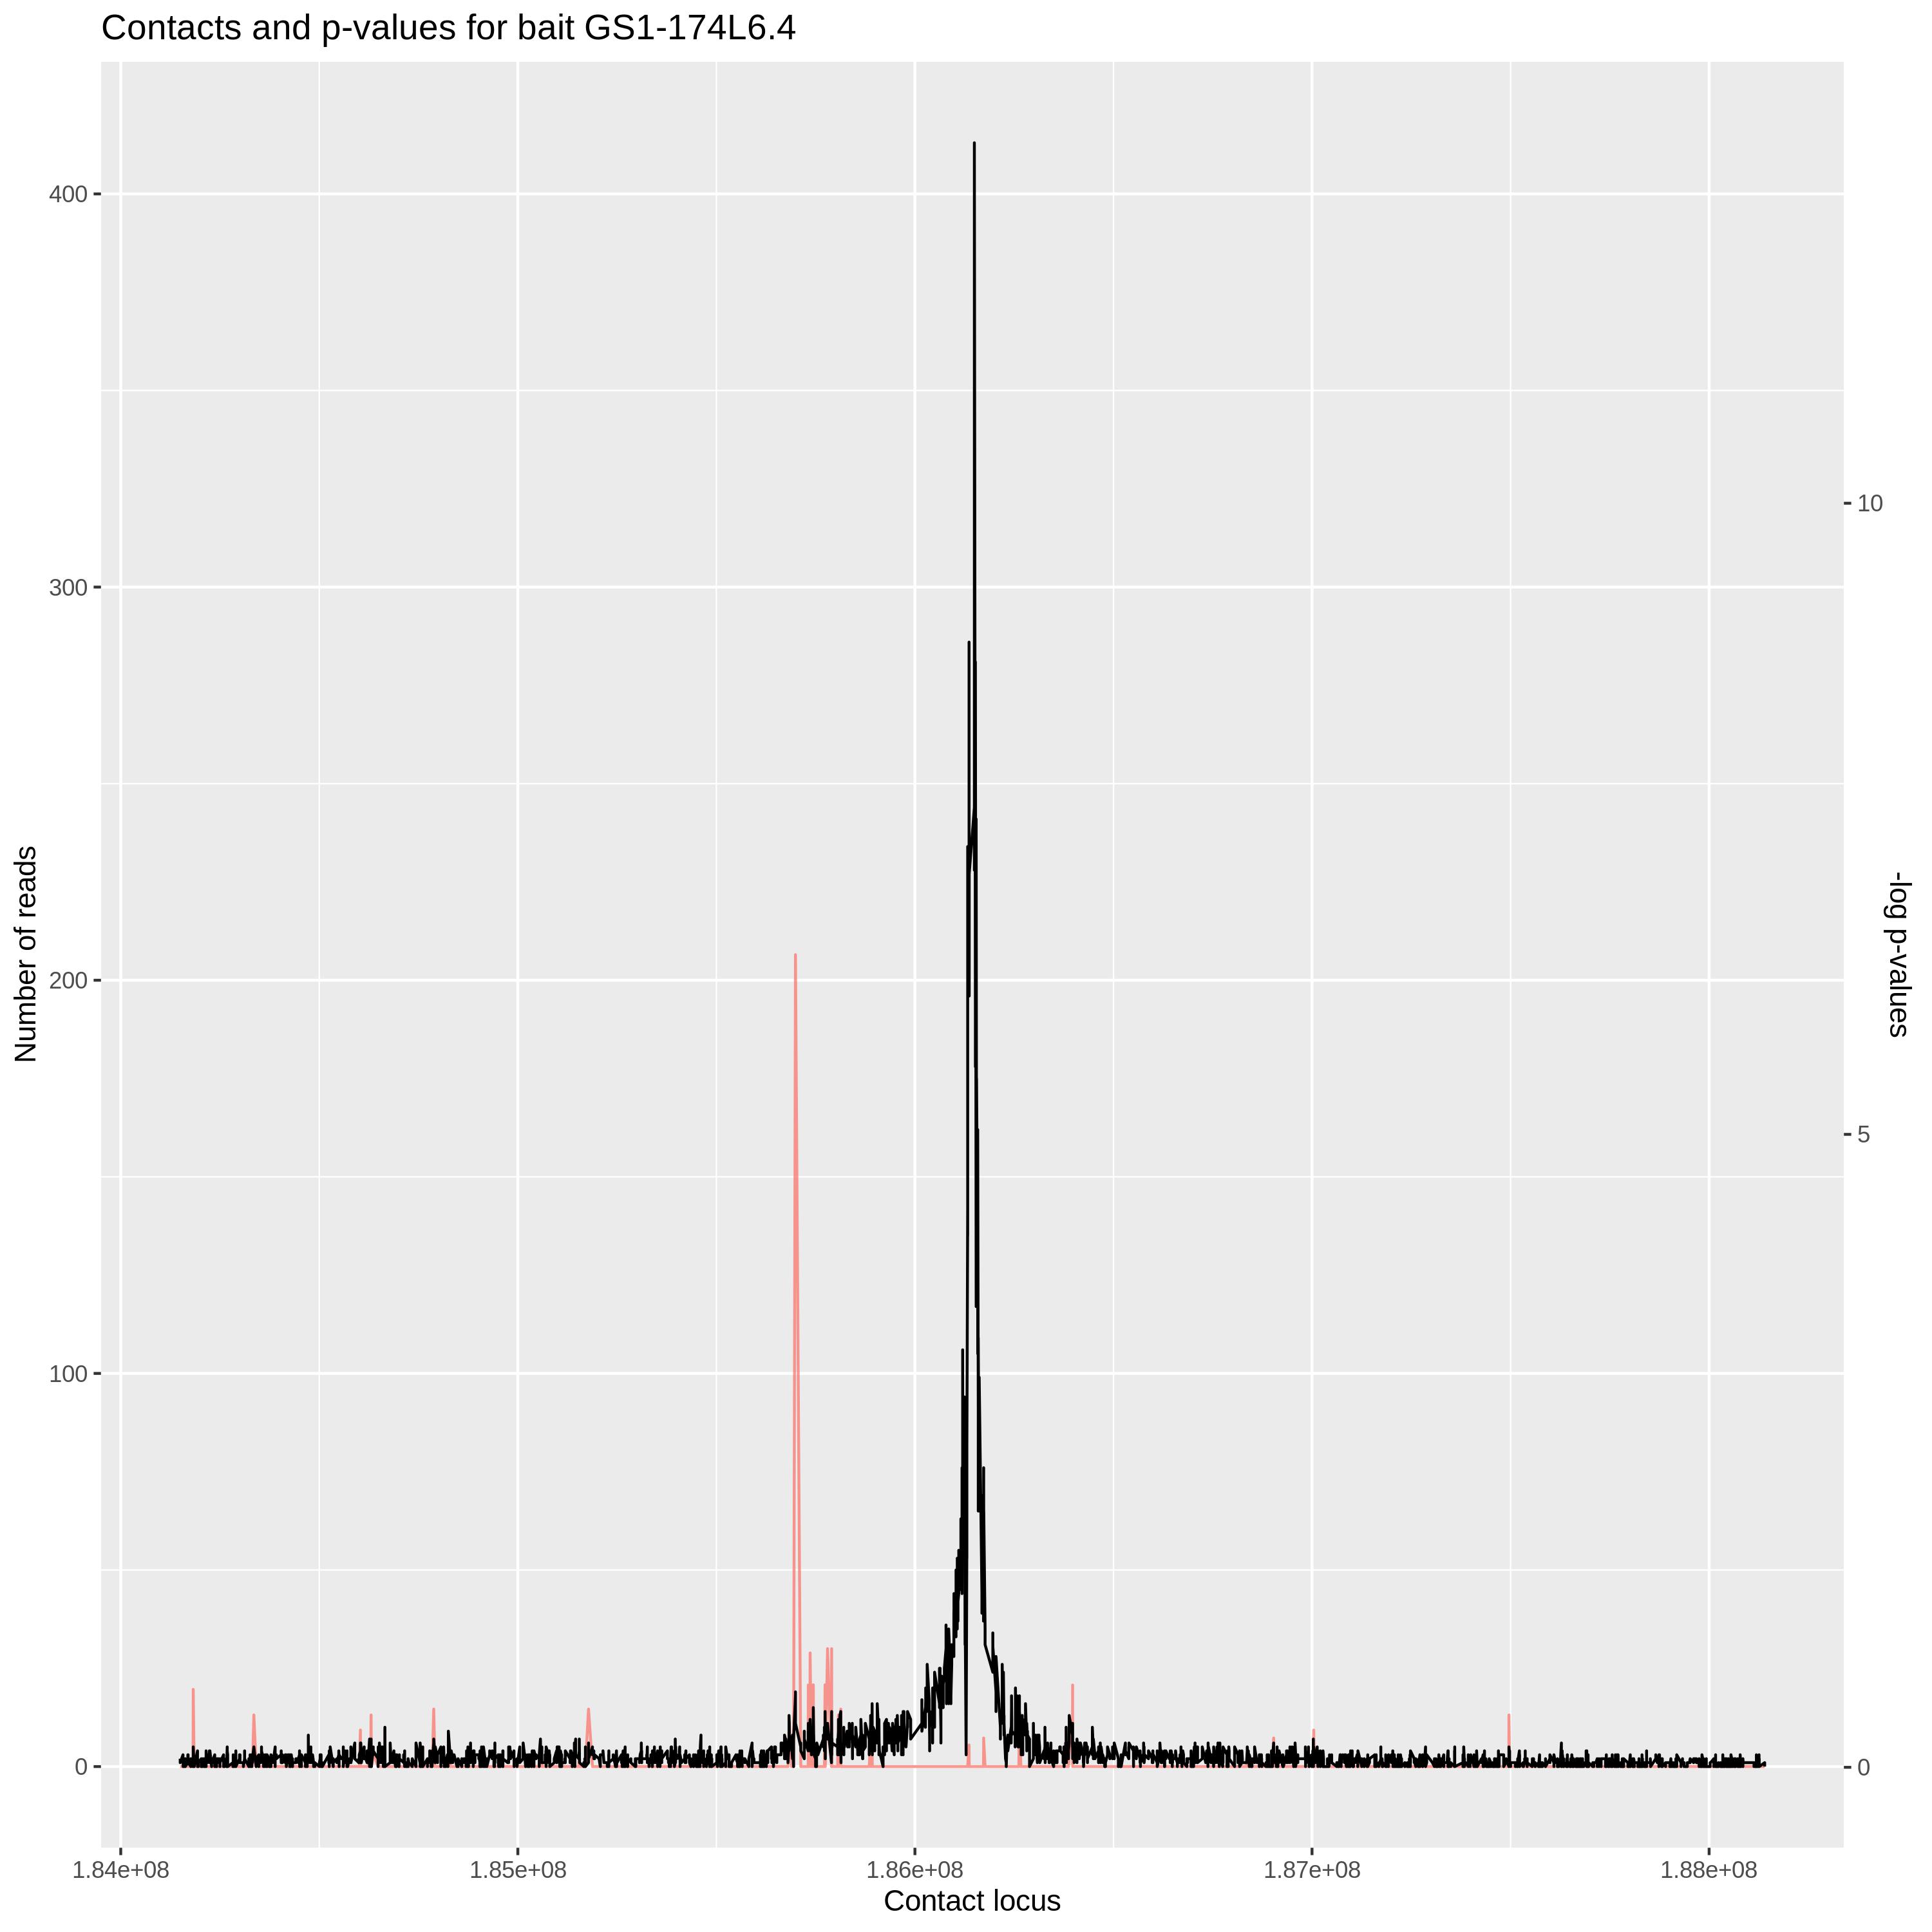 Contacts and p-values for bait GS1-174L6.4
400
300
200
100
0
10
5
0
Number of reads
-log p-values
1.84e+08 1.85e+08 1.86e+08 1.87e+08 1.88e+08
Contact locus